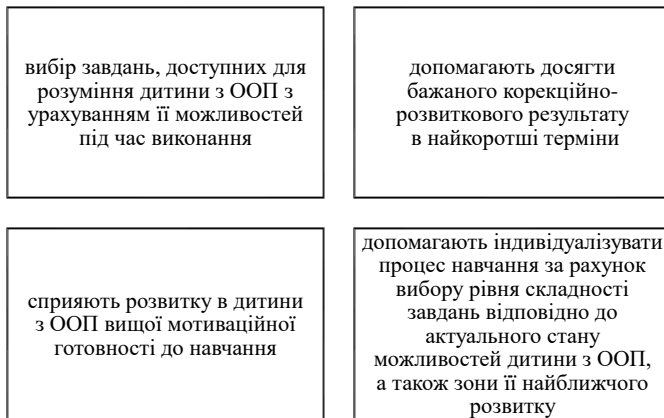 вибір завдань, доступних для
розуміння дитини з ООП з
урахуванням її можливостей
під час виконання
допомагають досягти
бажаного корекційно-
розвиткового результату
в найкоротші терміни
сприяють розвитку в дитини
з ООП вищої мотиваційної
готовності до навчання
допомагають індивідуалізувати
процес навчання за рахунок
вибору рівня складності
завдань відповідно до
актуального стану
можливостей дитини з ООП,
а також зони її найближчого
розвитку